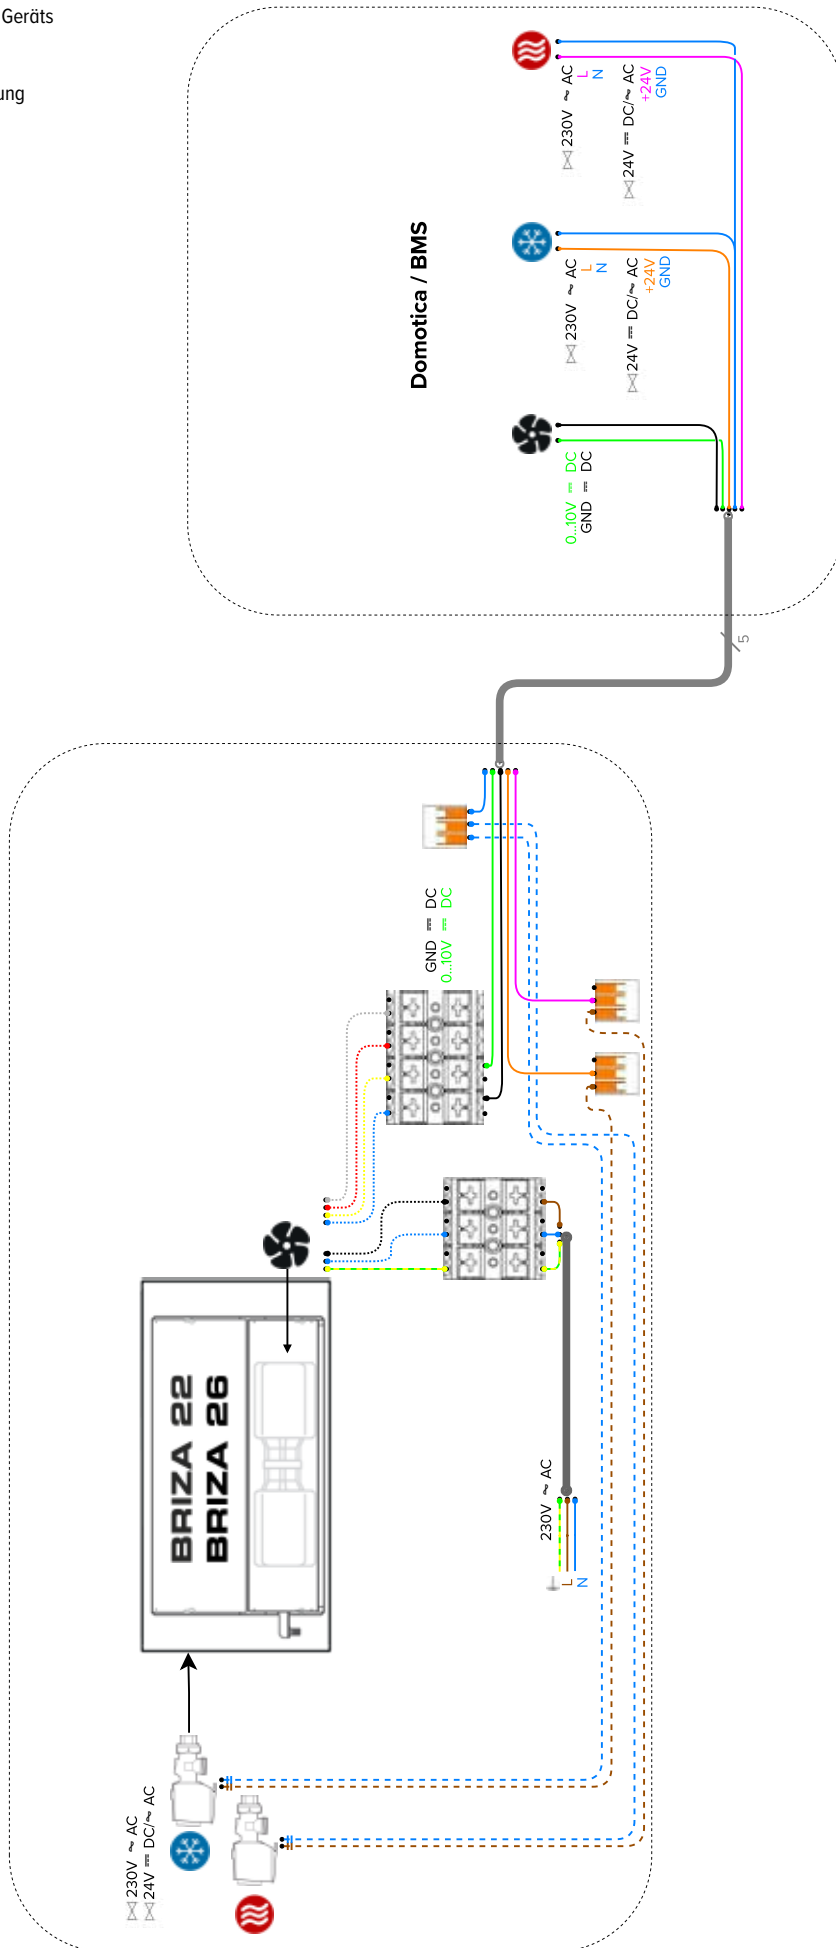 Geräts
ung
230V ~ AC
L
N
24V ⎓ DC/~ AC
+24V
GND
Domotica / BMS
230V ~ AC
L
N
24V ⎓ DC/~ AC
+24V
GND
0...10V ⎓ DC
GND ⎓ DC
5
GND ⎓ DC
0...10V ⎓ DC
BRIZA 22
BRIZA 26
230V ~ AC
L
N
230V ~ AC
24V ⎓ DC/~ AC